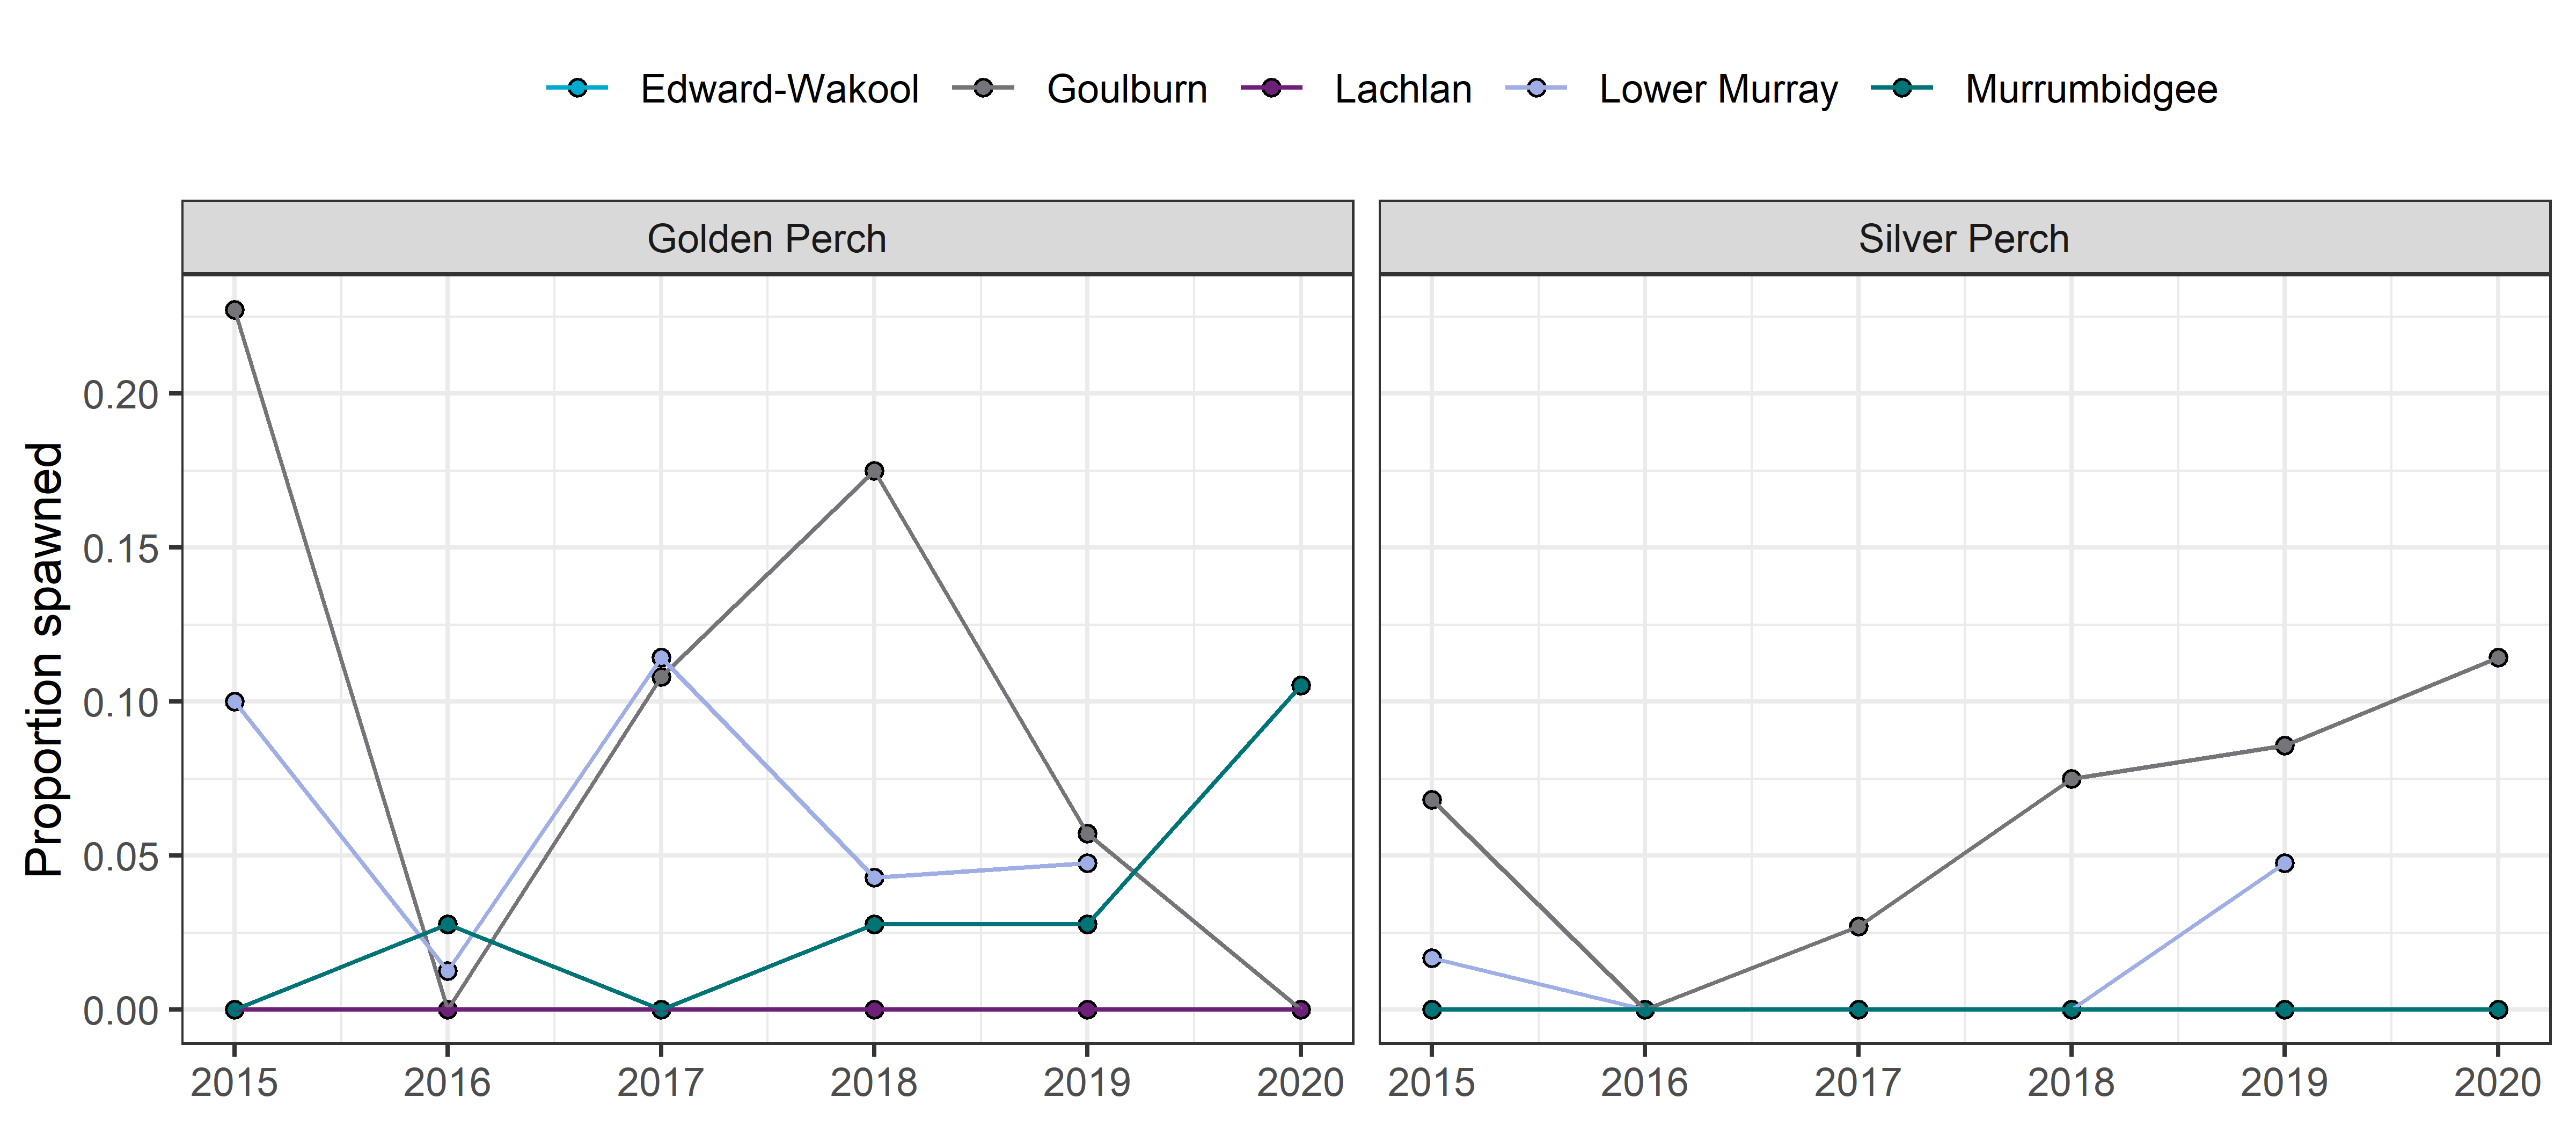 Edward-Wakool Goulburn Lachlan Lower Murray Murrumbidgee
Golden Perch Silver Perch
Proportion spawned
0.20
0.15
0.10
0.05
0.00
2015 2016 2017 2018 2019 2020 2015 2016 2017 2018 2019 2020